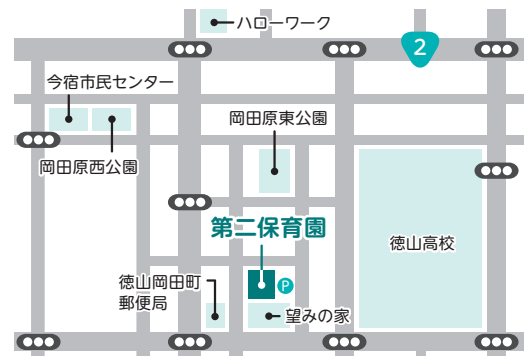 ハローワーク
2
今宿市民センター
岡田原東公園
岡田原西公園
第二保育園
徳山高校
P
徳山岡田町
郵便局
望みの家